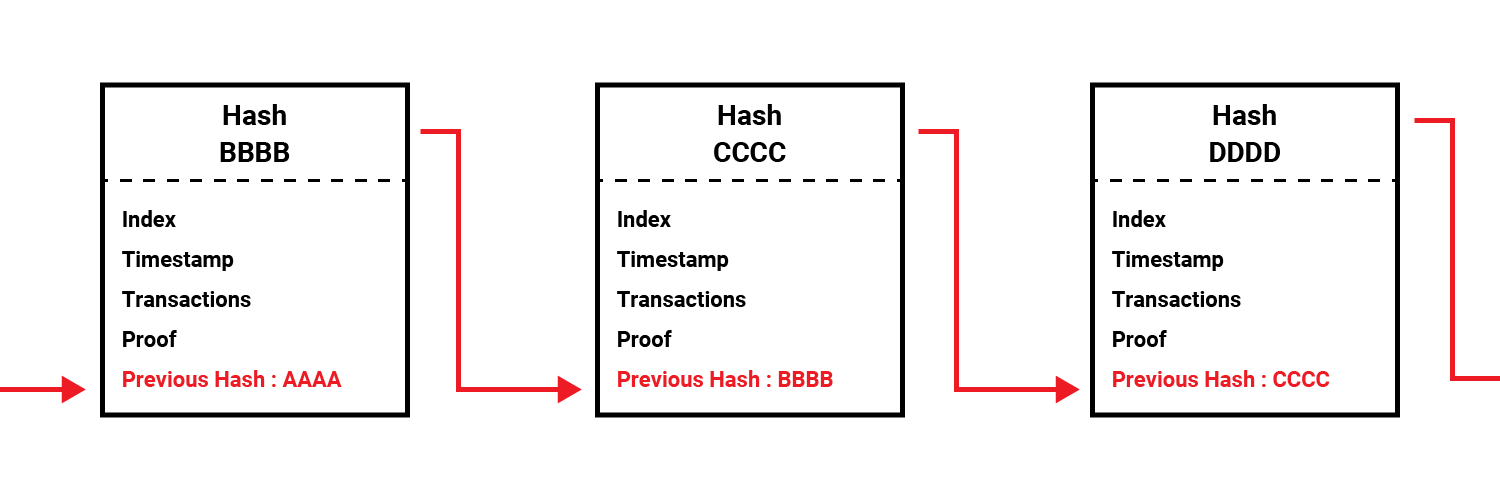 Hash
BBBB
Index
Timestamp
Transactions
Proof
Previous Hash : AAAA
Hash
CCCC
Index
Timestamp
Transactions
Proof
Previous Hash : BBBB
Hash
DDDD
Index
Timestamp
Transactions
Proof
Previous Hash : CCCC